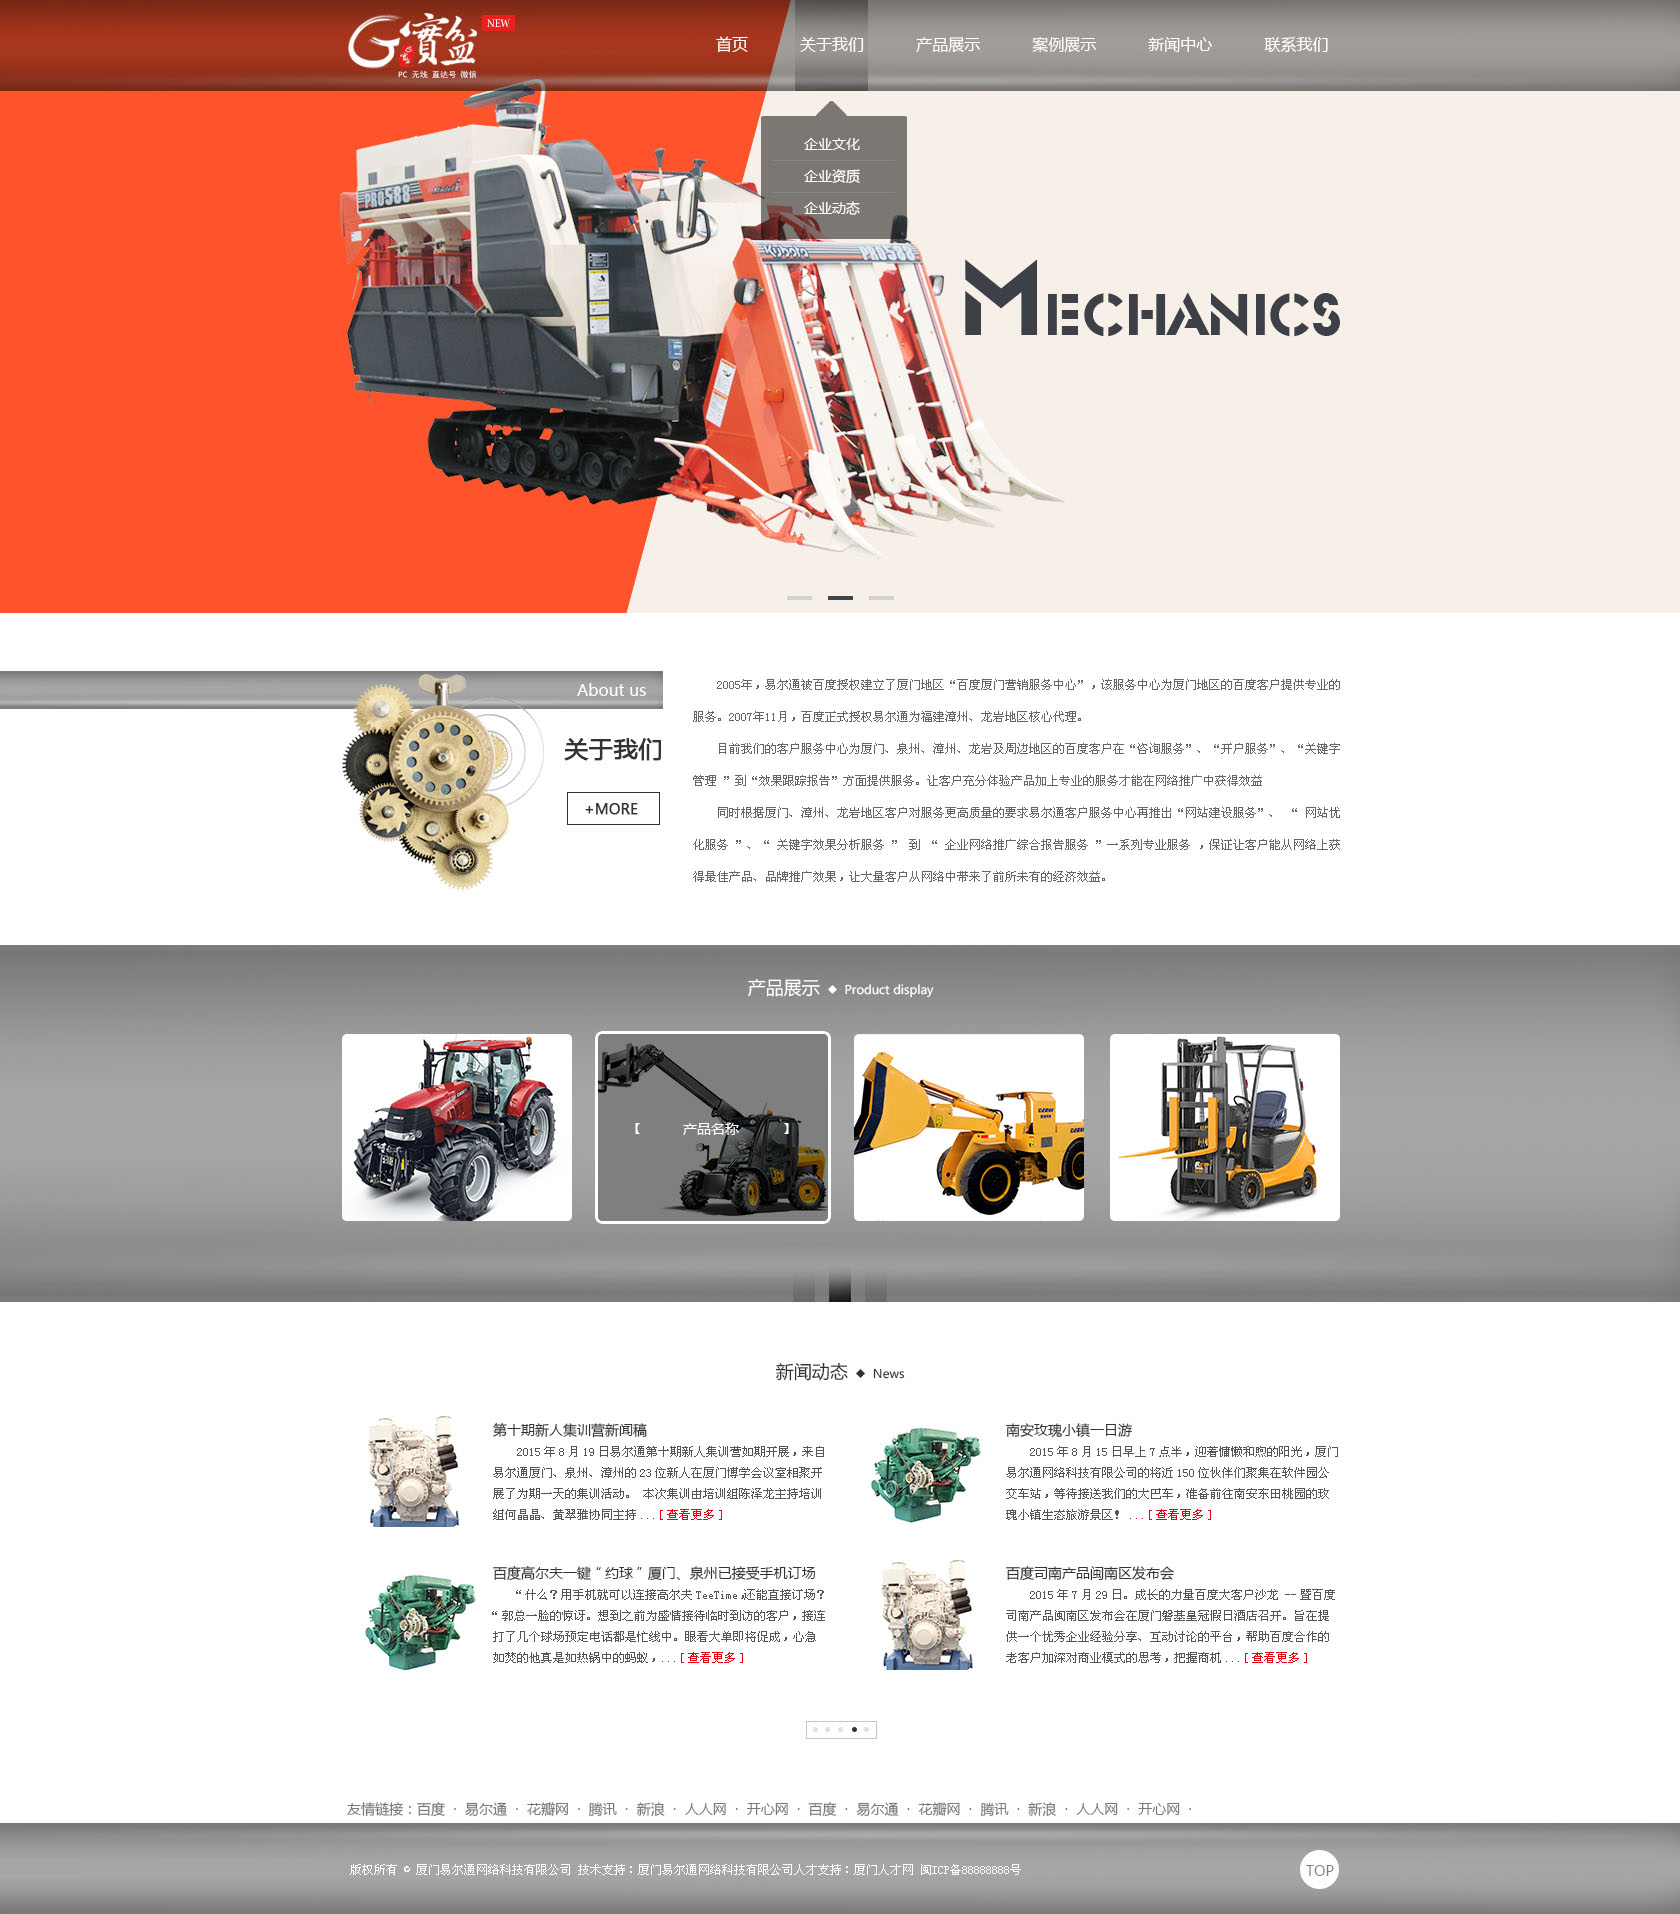 G實盆 NEW
PC 无线 直达号 微信
首页 关于我们 产品展示 案例展示 新闻中心 联系我们
企业文化
企业资质
企业动态
PRO588
Kubota PRO588
MECHANICS
About us
关于我们
+MORE
2005年，易尔通被百度授权建立了厦门地区“百度厦门营销服务中心”，该服务中心为厦门地区的百度客户提供专业的
服务。2007年11月，百度正式授权易尔通为福建漳州、龙岩地区核心代理。
目前我们的客户服务中心为厦门、泉州、漳州、龙岩及周边地区的百度客户在“咨询服务”、“开户服务”、“关键字
管理 ”到“效果跟踪报告”方面提供服务。让客户充分体验产品加上专业的服务才能在网络推广中获得效益
同时根据厦门、漳州、龙岩地区客户对服务更高质量的要求易尔通客户服务中心再推出“网站建设服务”、 “ 网站优
化服务 ”、“ 关键字效果分析服务 ” 到 “ 企业网络推广综合报告服务 ”一系列专业服务 ，保证让客户能从网络上获
得最佳产品、品牌推广效果，让大量客户从网络中带来了前所未有的经济效益。
产品展示 ◆ Product display
【 产品名称 】
新闻动态 ◆ News
第十期新人集训营新闻稿
2015 年 8 月 19 日易尔通第十期新人集训营如期开展，来自
易尔通厦门、泉州、漳州的 23 位新人在厦门博学会议室相聚开
展了为期一天的集训活动。 本次集训由培训组陈泽龙主持培训
组何晶晶、黄翠雅协同主持 ... [ 查看更多 ]
南安玫瑰小镇一日游
2015 年 8 月 15 日早上 7 点半，迎着慵懒和煦的阳光，厦门
易尔通网络科技有限公司的将近 150 位伙伴们聚集在软件园公
交车站，等待接送我们的大巴车，准备前往南安东田桃园的玫
瑰小镇生态旅游景区！ ... [ 查看更多 ]
百度高尔夫一键“ 约球 ”厦门、泉州已接受手机订场
“ 什么？用手机就可以连接高尔夫 TeeTime ,还能直接订场？
“ 郭总一脸的惊讶。想到之前为盛情接待临时到访的客户，接连
打了几个球场预定电话都是忙线中。眼看大单即将促成，心急
如焚的他真是如热锅中的蚂蚁，... [ 查看更多 ]
百度司南产品闽南区发布会
2015 年 7 月 29 日。成长的力量百度大客户沙龙 -- 暨百度
司南产品闽南区发布会在厦门磐基皇冠假日酒店召开。旨在提
供一个优秀企业经验分享、互动讨论的平台，帮助百度合作的
老客户加深对商业模式的思考，把握商机 ... [ 查看更多 ]
友情链接：百度 · 易尔通 · 花瓣网 · 腾讯 · 新浪 · 人人网 · 开心网 · 百度 · 易尔通 · 花瓣网 · 腾讯 · 新浪 · 人人网 · 开心网 ·
版权所有 © 厦门易尔通网络科技有限公司 技术支持：厦门易尔通网络科技有限公司人才支持：厦门人才网 闽ICP备88888888号
TOP